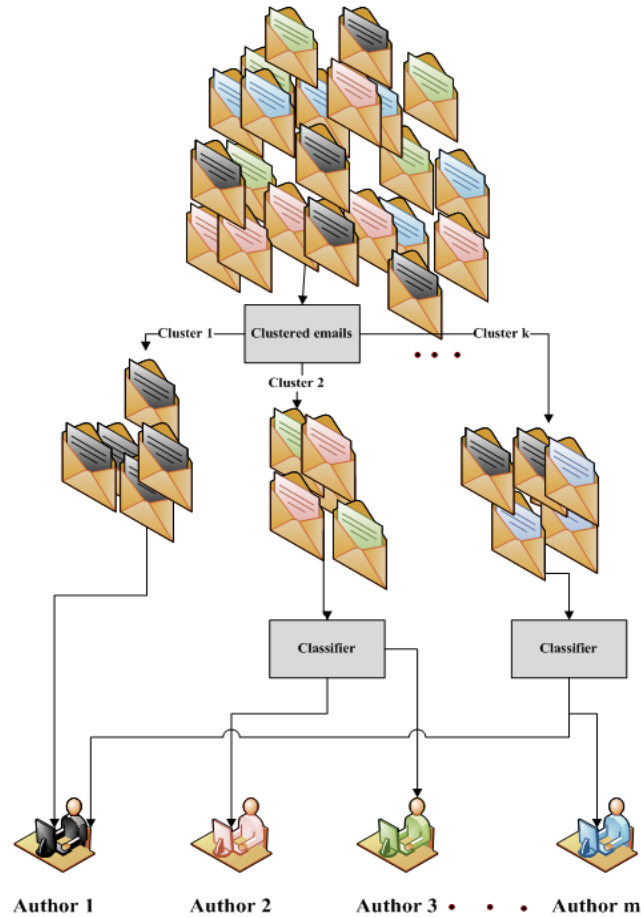 Clustered emails
Cluster 1
Cluster 2
Cluster k
Classifier
Classifier
Author 1
Author 2
Author 3
Author m